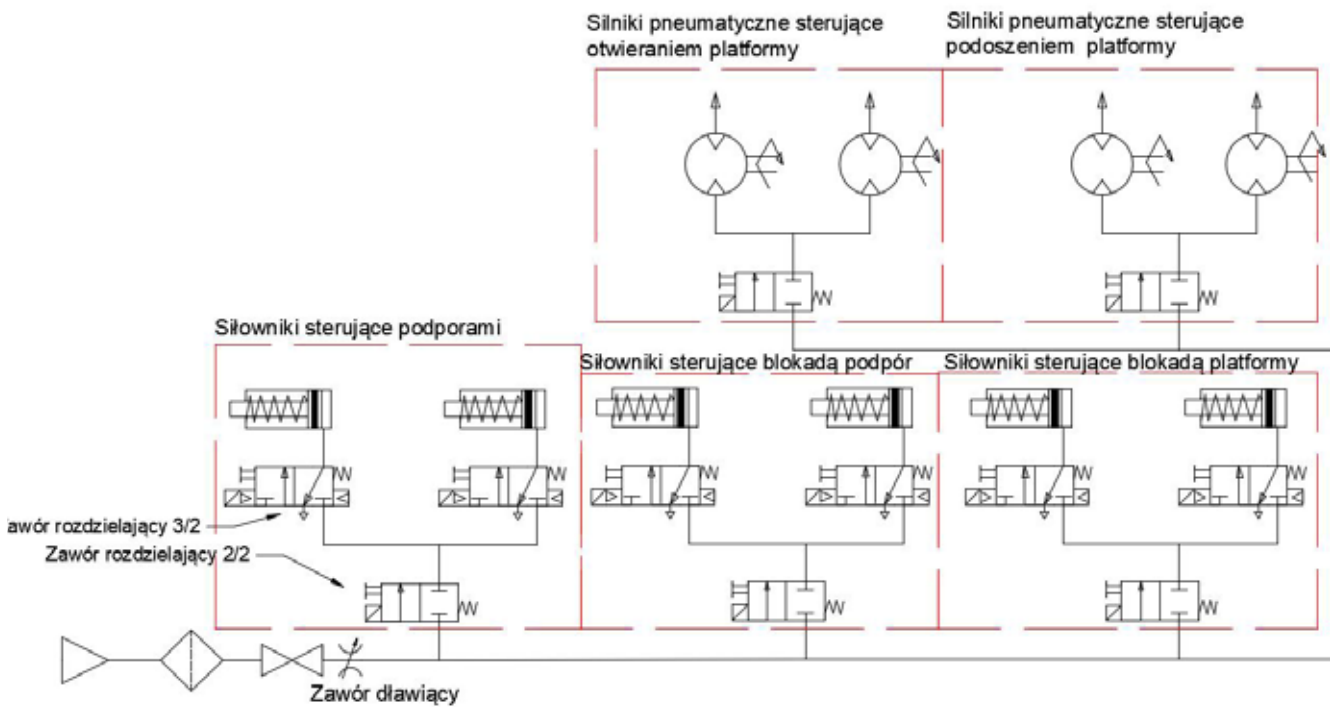 Silniki pneumatyczne sterujące
otwieraniem platformy
Silniki pneumatyczne sterujące
podoszeniem platformy
Siłowniki sterujące podporami
Siłowniki sterujące blokadą podpór
Siłowniki sterujące blokadą platformy
awór rozdzielający 3/2
Zawór rozdzielający 2/2
Zawór dławiący